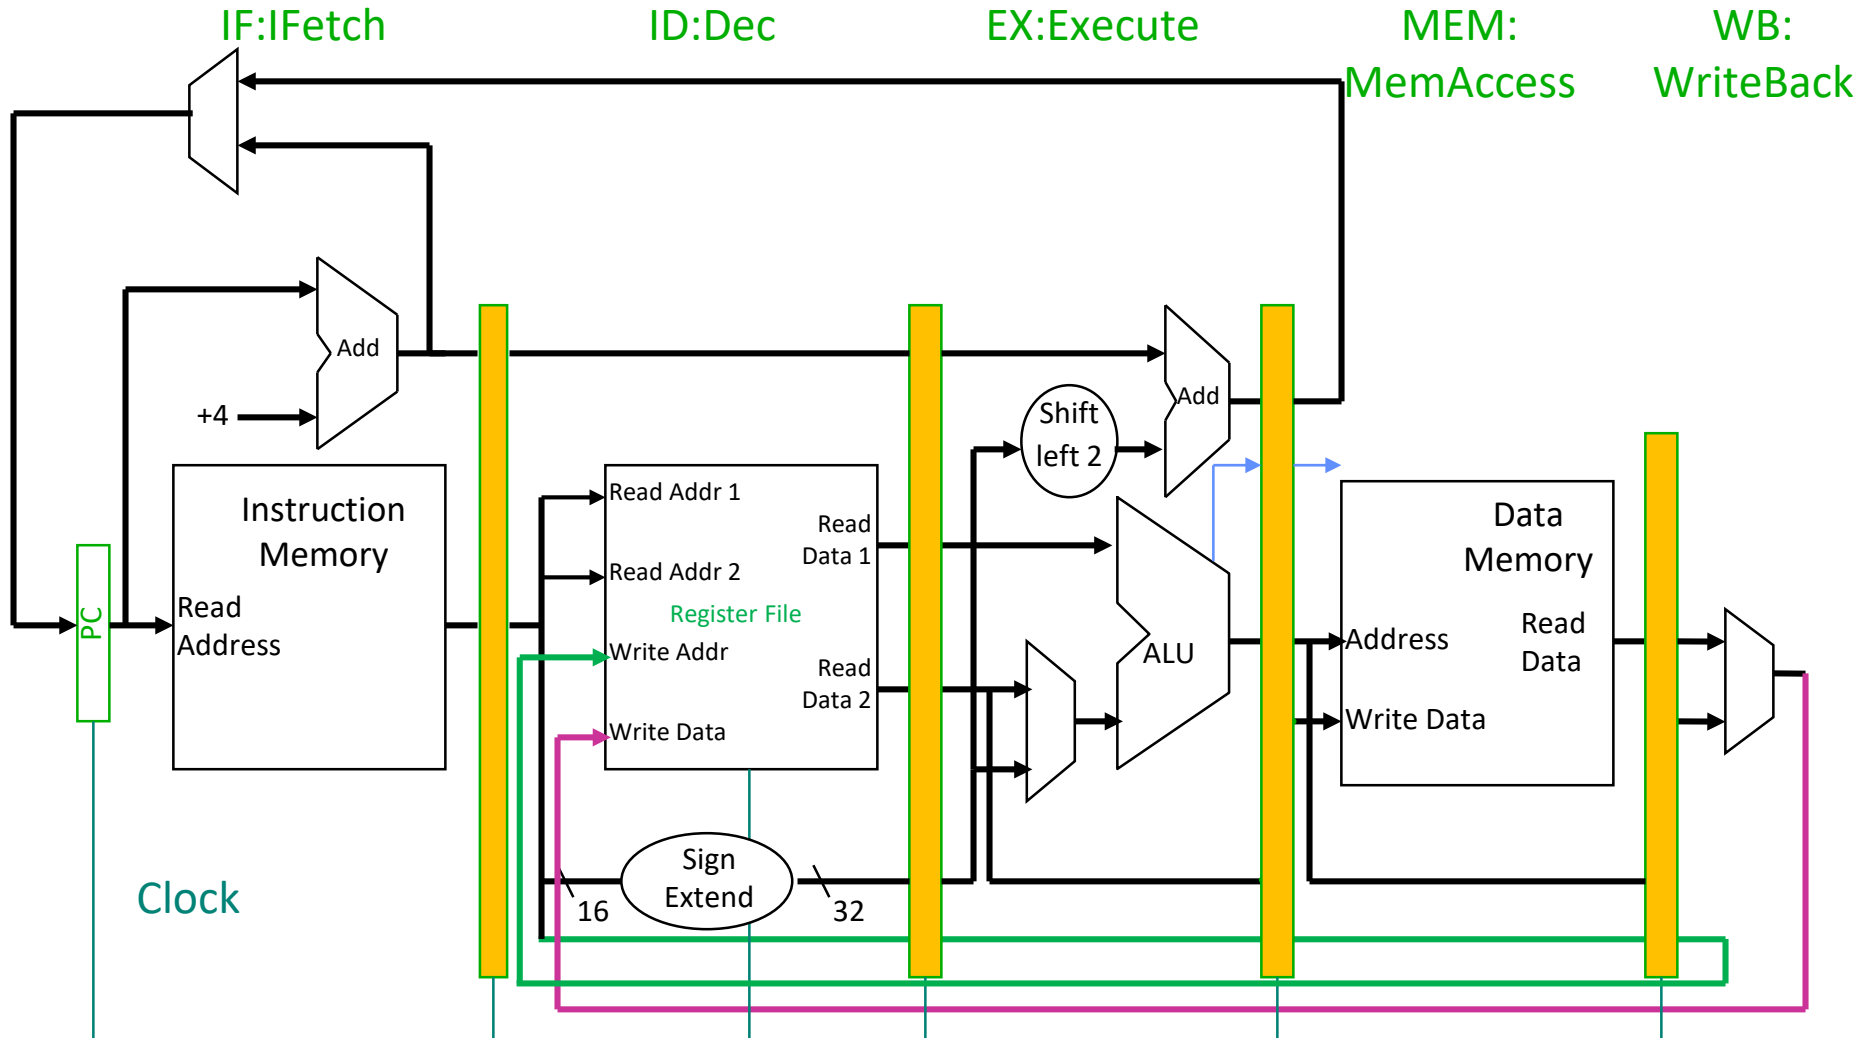 IF:IFetch
ID:Dec
EX:Execute
MEM:
MemAccess
WB:
WriteBack
Add
+4
Shift
left 2
Add
Instruction
Memory
Read
Address
PC
Read Addr 1
Read Addr 2
Register File
Write Addr
Write Data
Read
Data 1
Read
Data 2
ALU
Data
Memory
Address
Read
Data
Write Data
Sign
Extend
16
32
Clock